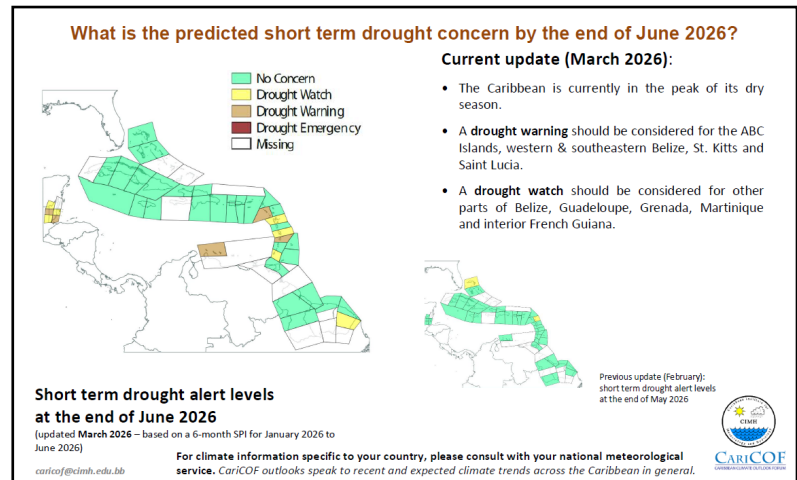 What is the predicted short term drought concern by the end of June 2026?
No Concern
Drought Watch
Drought Warning
Drought Emergency
Missing
Current update (March 2026):
• The Caribbean is currently in the peak of its dry
season.
• A drought warning should be considered for the ABC
Islands, western & southeastern Belize, St. Kitts and
Saint Lucia.
• A drought watch should be considered for other
parts of Belize, Guadeloupe, Grenada, Martinique
and interior French Guiana.
Previous update (February):
short term drought alert levels
at the end of May 2026
Short term drought alert levels
at the end of June 2026
(updated March 2026 – based on a 6-month SPI for January 2026 to
June 2026)
For climate information specific to your country, please consult with your national meteorological
service. CariCOF outlooks speak to recent and expected climate trends across the Caribbean in general.
caricof@cimh.edu.bb
CIMH
CARICOF
CARIBBEAN CLIMATE OUTLOOK FORUM